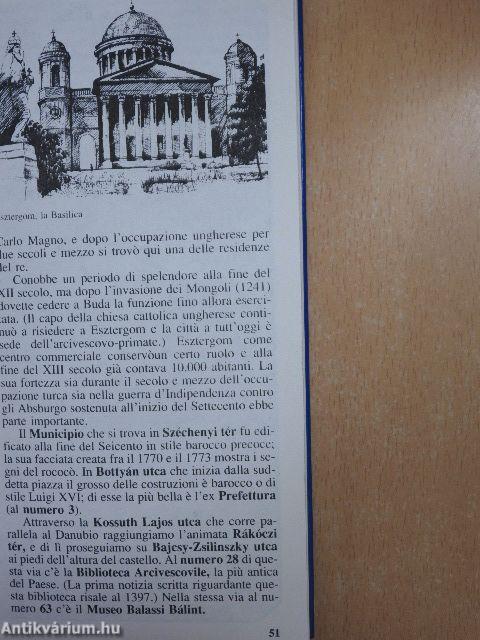 sztergom, la Basilica
Carlo Magno, e dopo l'occupazione ungherese per
due secoli e mezzo si trovò qui una delle residenze
del re.
Conobbe un periodo di splendore alla fine del
XII secolo, ma dopo l'invasione dei Mongoli (1241)
dovette cedere a Buda la funzione fino allora eserci-
tata. (Il capo della chiesa cattolica ungherese conti-
nuò a risiedere a Esztergom e la città a tutt'oggi è
sede dell'arcivescovo-primate.) Esztergom come
centro commerciale conservòun certo ruolo e alla
fine del XIII secolo già contava 10.000 abitanti. La
sua fortezza sia durante il secolo e mezzo dell'occu-
pazione turca sia nella guerra d'Indipendenza contro
gli Absburgo sostenuta all'inizio del Settecento ebbe
parte importante.
Il Municipio che si trova in Széchenyi tér fu edi-
ficato alla fine del Seicento in stile barocco precoce;
la sua facciata creata fra il 1770 e il 1773 mostra i se-
gni del rococò. In Bottyán utca che inizia dalla sud-
detta piazza il grosso delle costruzioni è barocco o di
stile Luigi XVI; di esse la più bella è l'ex Prefettura
(al numero 3).
Attraverso la Kossuth Lajos utca che corre pa-
rallela al Danubio raggiungiamo l'animata Rákóczi
tér, e di lì proseguiamo su Bajcsy-Zsilinszky utca
ai piedi dell'altura del castello. Al numero 28 di que-
sta via c'è la Biblioteca Arcivescovile, la più antica
del Paese. (La prima notizia scritta riguardante que-
sta biblioteca risale al 1397.) Nella stessa via al nu-
mero 63 c'è il Museo Balassi Bálint.
51
Antikvárium.hu